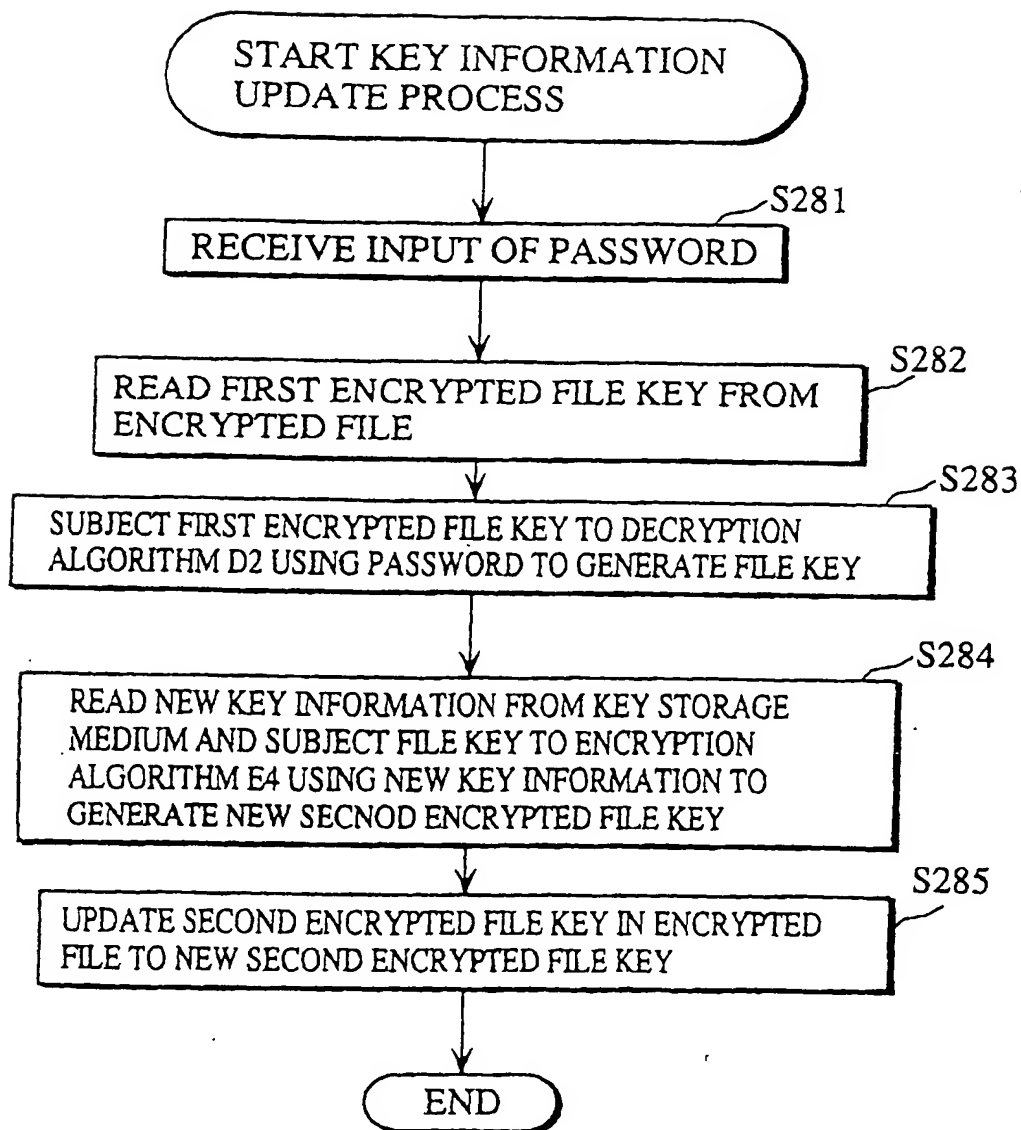 START KEY INFORMATION
UPDATE PROCESS
S281
RECEIVE INPUT OF PASSWORD
S282
READ FIRST ENCRYPTED FILE KEY FROM
ENCRYPTED FILE
S283
SUBJECT FIRST ENCRYPTED FILE KEY TO DECRYPTION
ALGORITHM D2 USING PASSWORD TO GENERATE FILE KEY
S284
READ NEW KEY INFORMATION FROM KEY STORAGE
MEDIUM AND SUBJECT FILE KEY TO ENCRYPTION
ALGORITHM E4 USING NEW KEY INFORMATION TO
GENERATE NEW SECNOD ENCRYPTED FILE KEY
S285
UPDATE SECOND ENCRYPTED FILE KEY IN ENCRYPTED
FILE TO NEW SECOND ENCRYPTED FILE KEY
END